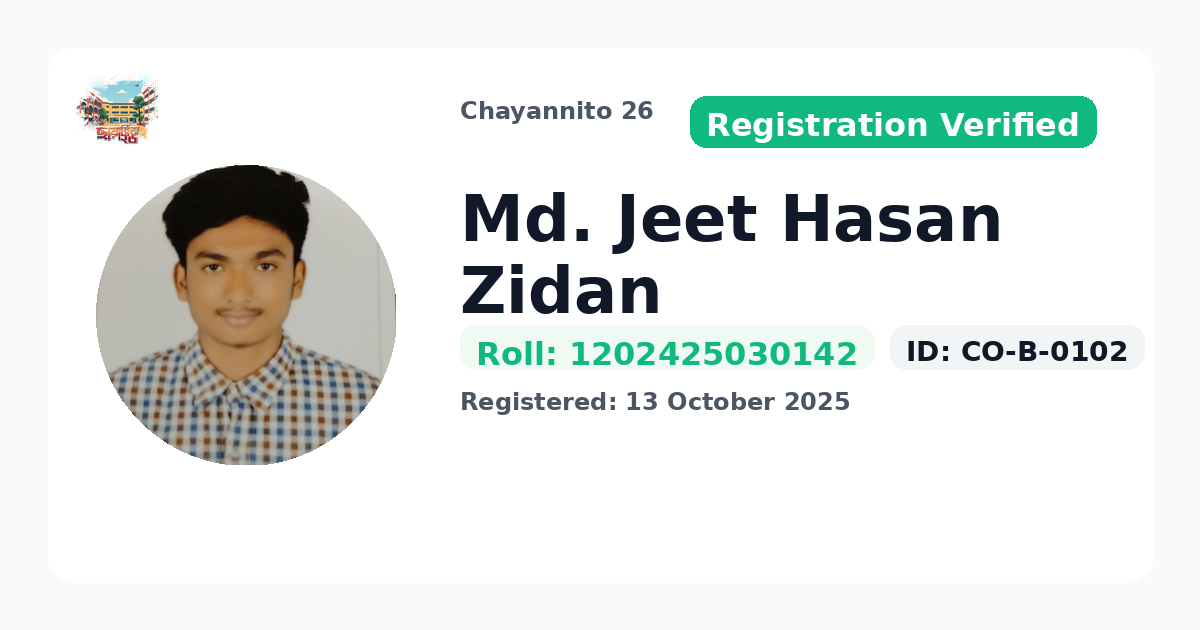 Chayannito 26
Registration Verified
Md. Jeet Hasan
Zidan
Roll: 1202425030142
ID: CO-B-0102
Registered: 13 October 2025